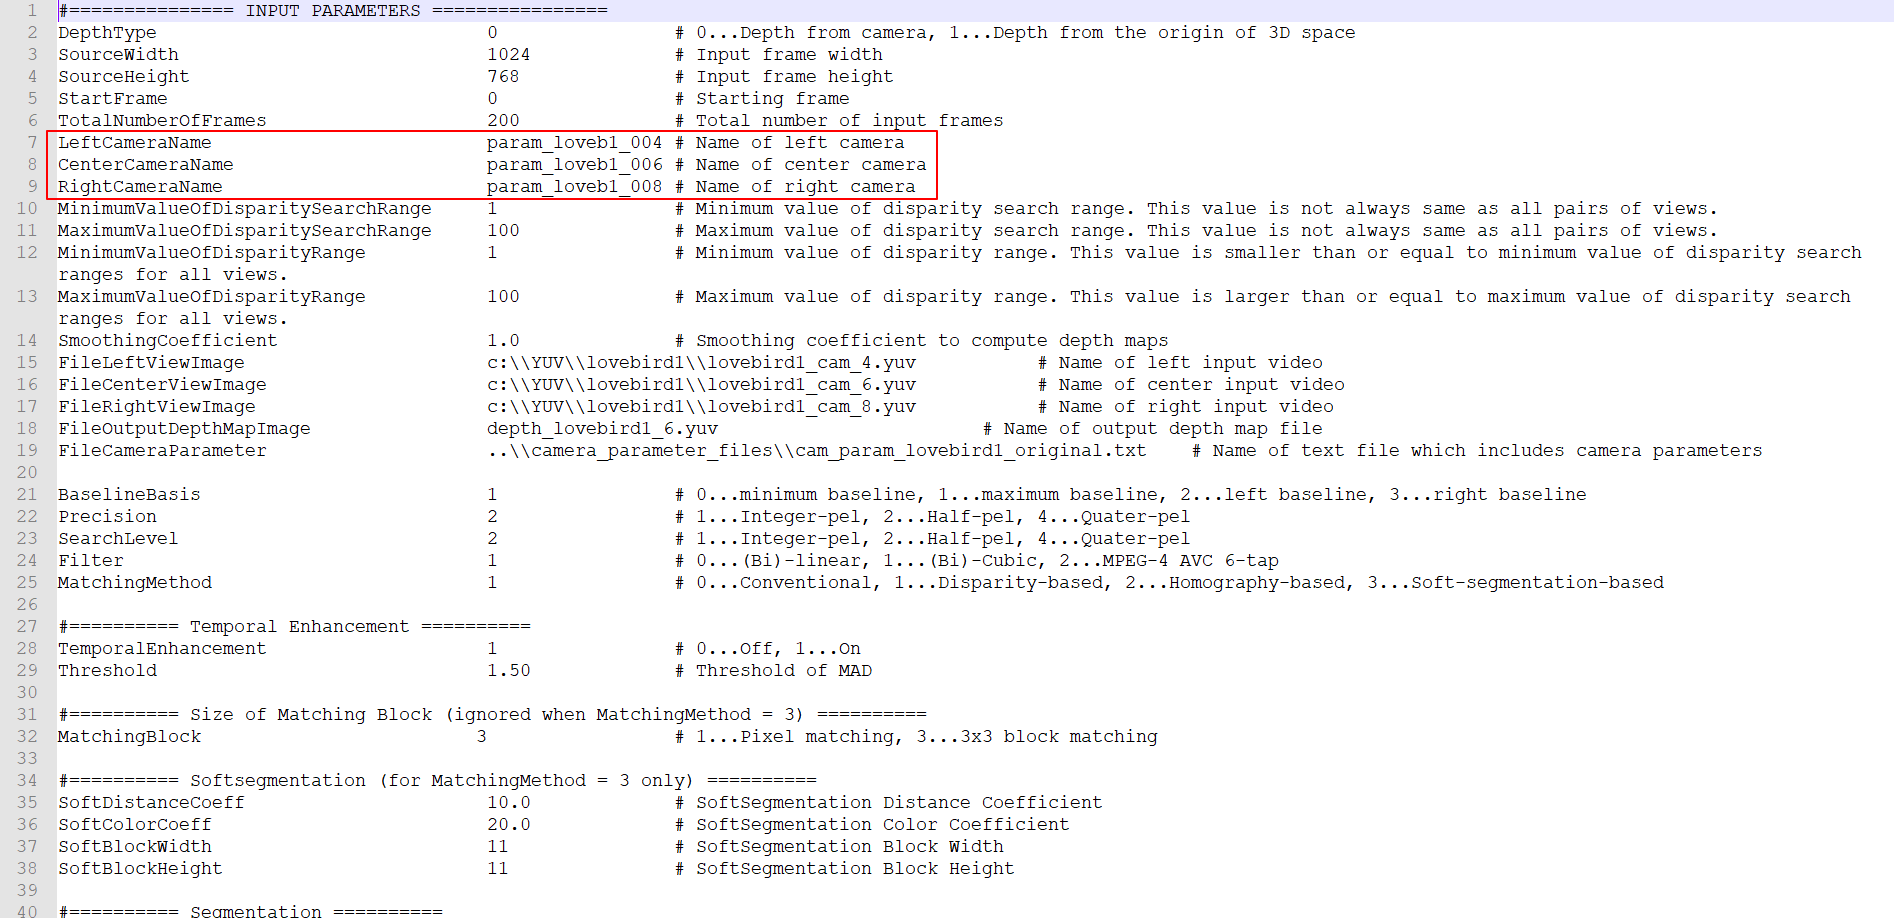 1 #=============== INPUT PARAMETERS ================
2 DepthType 0 # 0...Depth from camera, 1...Depth from the origin of 3D space
3 SourceWidth 1024 # Input frame width
4 SourceHeight 768 # Input frame height
5 StartFrame 0 # Starting frame
6 TotalNumberOfFrames 200 # Total number of input frames
7 LeftCameraName param_loveb1_004 # Name of left camera
8 CenterCameraName param_loveb1_006 # Name of center camera
9 RightCameraName param_loveb1_008 # Name of right camera
10 MinimumValueOfDisparitySearchRange 1 # Minimum value of disparity search range. This value is not always same as all pairs of views.
11 MaximumValueOfDisparitySearchRange 100 # Maximum value of disparity search range. This value is not always same as all pairs of views.
12 MinimumValueOfDisparityRange 1 # Minimum value of disparity range. This value is smaller than or equal to minimum value of disparity search
ranges for all views.
13 MaximumValueOfDisparityRange 100 # Maximum value of disparity range. This value is larger than or equal to maximum value of disparity search
ranges for all views.
14 SmoothingCoefficient 1.0 # Smoothing coefficient to compute depth maps
15 FileLeftViewImage c:\\YUV\\lovebird1\\lovebird1_cam_4.yuv # Name of left input video
16 FileCenterViewImage c:\\YUV\\lovebird1\\lovebird1_cam_6.yuv # Name of center input video
17 FileRightViewImage c:\\YUV\\lovebird1\\lovebird1_cam_8.yuv # Name of right input video
18 FileOutputDepthMapImage depth_lovebird1_6.yuv # Name of output depth map file
19 FileCameraParameter ..\\camera_parameter_files\\cam_param_lovebird1_original.txt # Name of text file which includes camera parameters
20
21 BaselineBasis 1 # 0...minimum baseline, 1...maximum baseline, 2...left baseline, 3...right baseline
22 Precision 2 # 1...Integer-pel, 2...Half-pel, 4...Quater-pel
23 SearchLevel 2 # 1...Integer-pel, 2...Half-pel, 4...Quater-pel
24 Filter 1 # 0...(Bi)-linear, 1...(Bi)-Cubic, 2...MPEG-4 AVC 6-tap
25 MatchingMethod 1 # 0...Conventional, 1...Disparity-based, 2...Homography-based, 3...Soft-segmentation-based
26
27 #========== Temporal Enhancement ==========
28 TemporalEnhancement 1 # 0...Off, 1...On
29 Threshold 1.50 # Threshold of MAD
30
31 #========== Size of Matching Block (ignored when MatchingMethod = 3) ==========
32 MatchingBlock 3 # 1...Pixel matching, 3...3x3 block matching
33
34 #========== Softsegmentation (for MatchingMethod = 3 only) ==========
35 SoftDistanceCoeff 10.0 # SoftSegmentation Distance Coefficient
36 SoftColorCoeff 20.0 # SoftSegmentation Color Coefficient
37 SoftBlockWidth 11 # SoftSegmentation Block Width
38 SoftBlockHeight 11 # SoftSegmentation Block Height
39
40 #========== Segmentation ==========